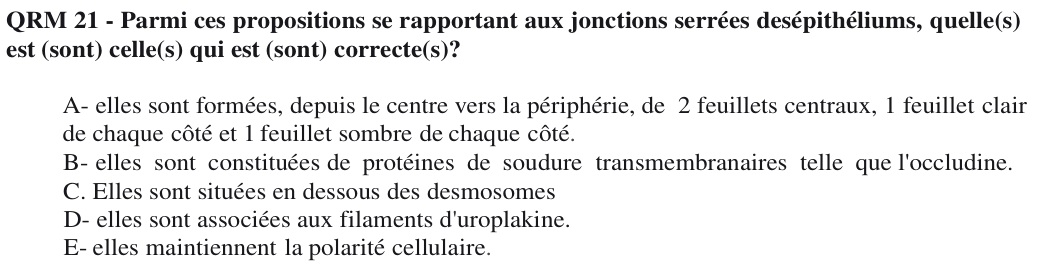 QRM 21 - Parmi ces propositions se rapportant aux jonctions serrées desépithéliums, quelle(s)
est (sont) celle(s) qui est (sont) correcte(s)?
A- elles sont formées, depuis le centre vers la périphérie, de 2 feuillets centraux, 1 feuillet clair
de chaque côté et 1 feuillet sombre de chaque côté.
B- elles sont constituées de protéines de soudure transmembranaires telle que l'occludine.
C. Elles sont situées en dessous des desmosomes
D- elles sont associées aux filaments d'uroplakine.
E- elles maintiennent la polarité cellulaire.